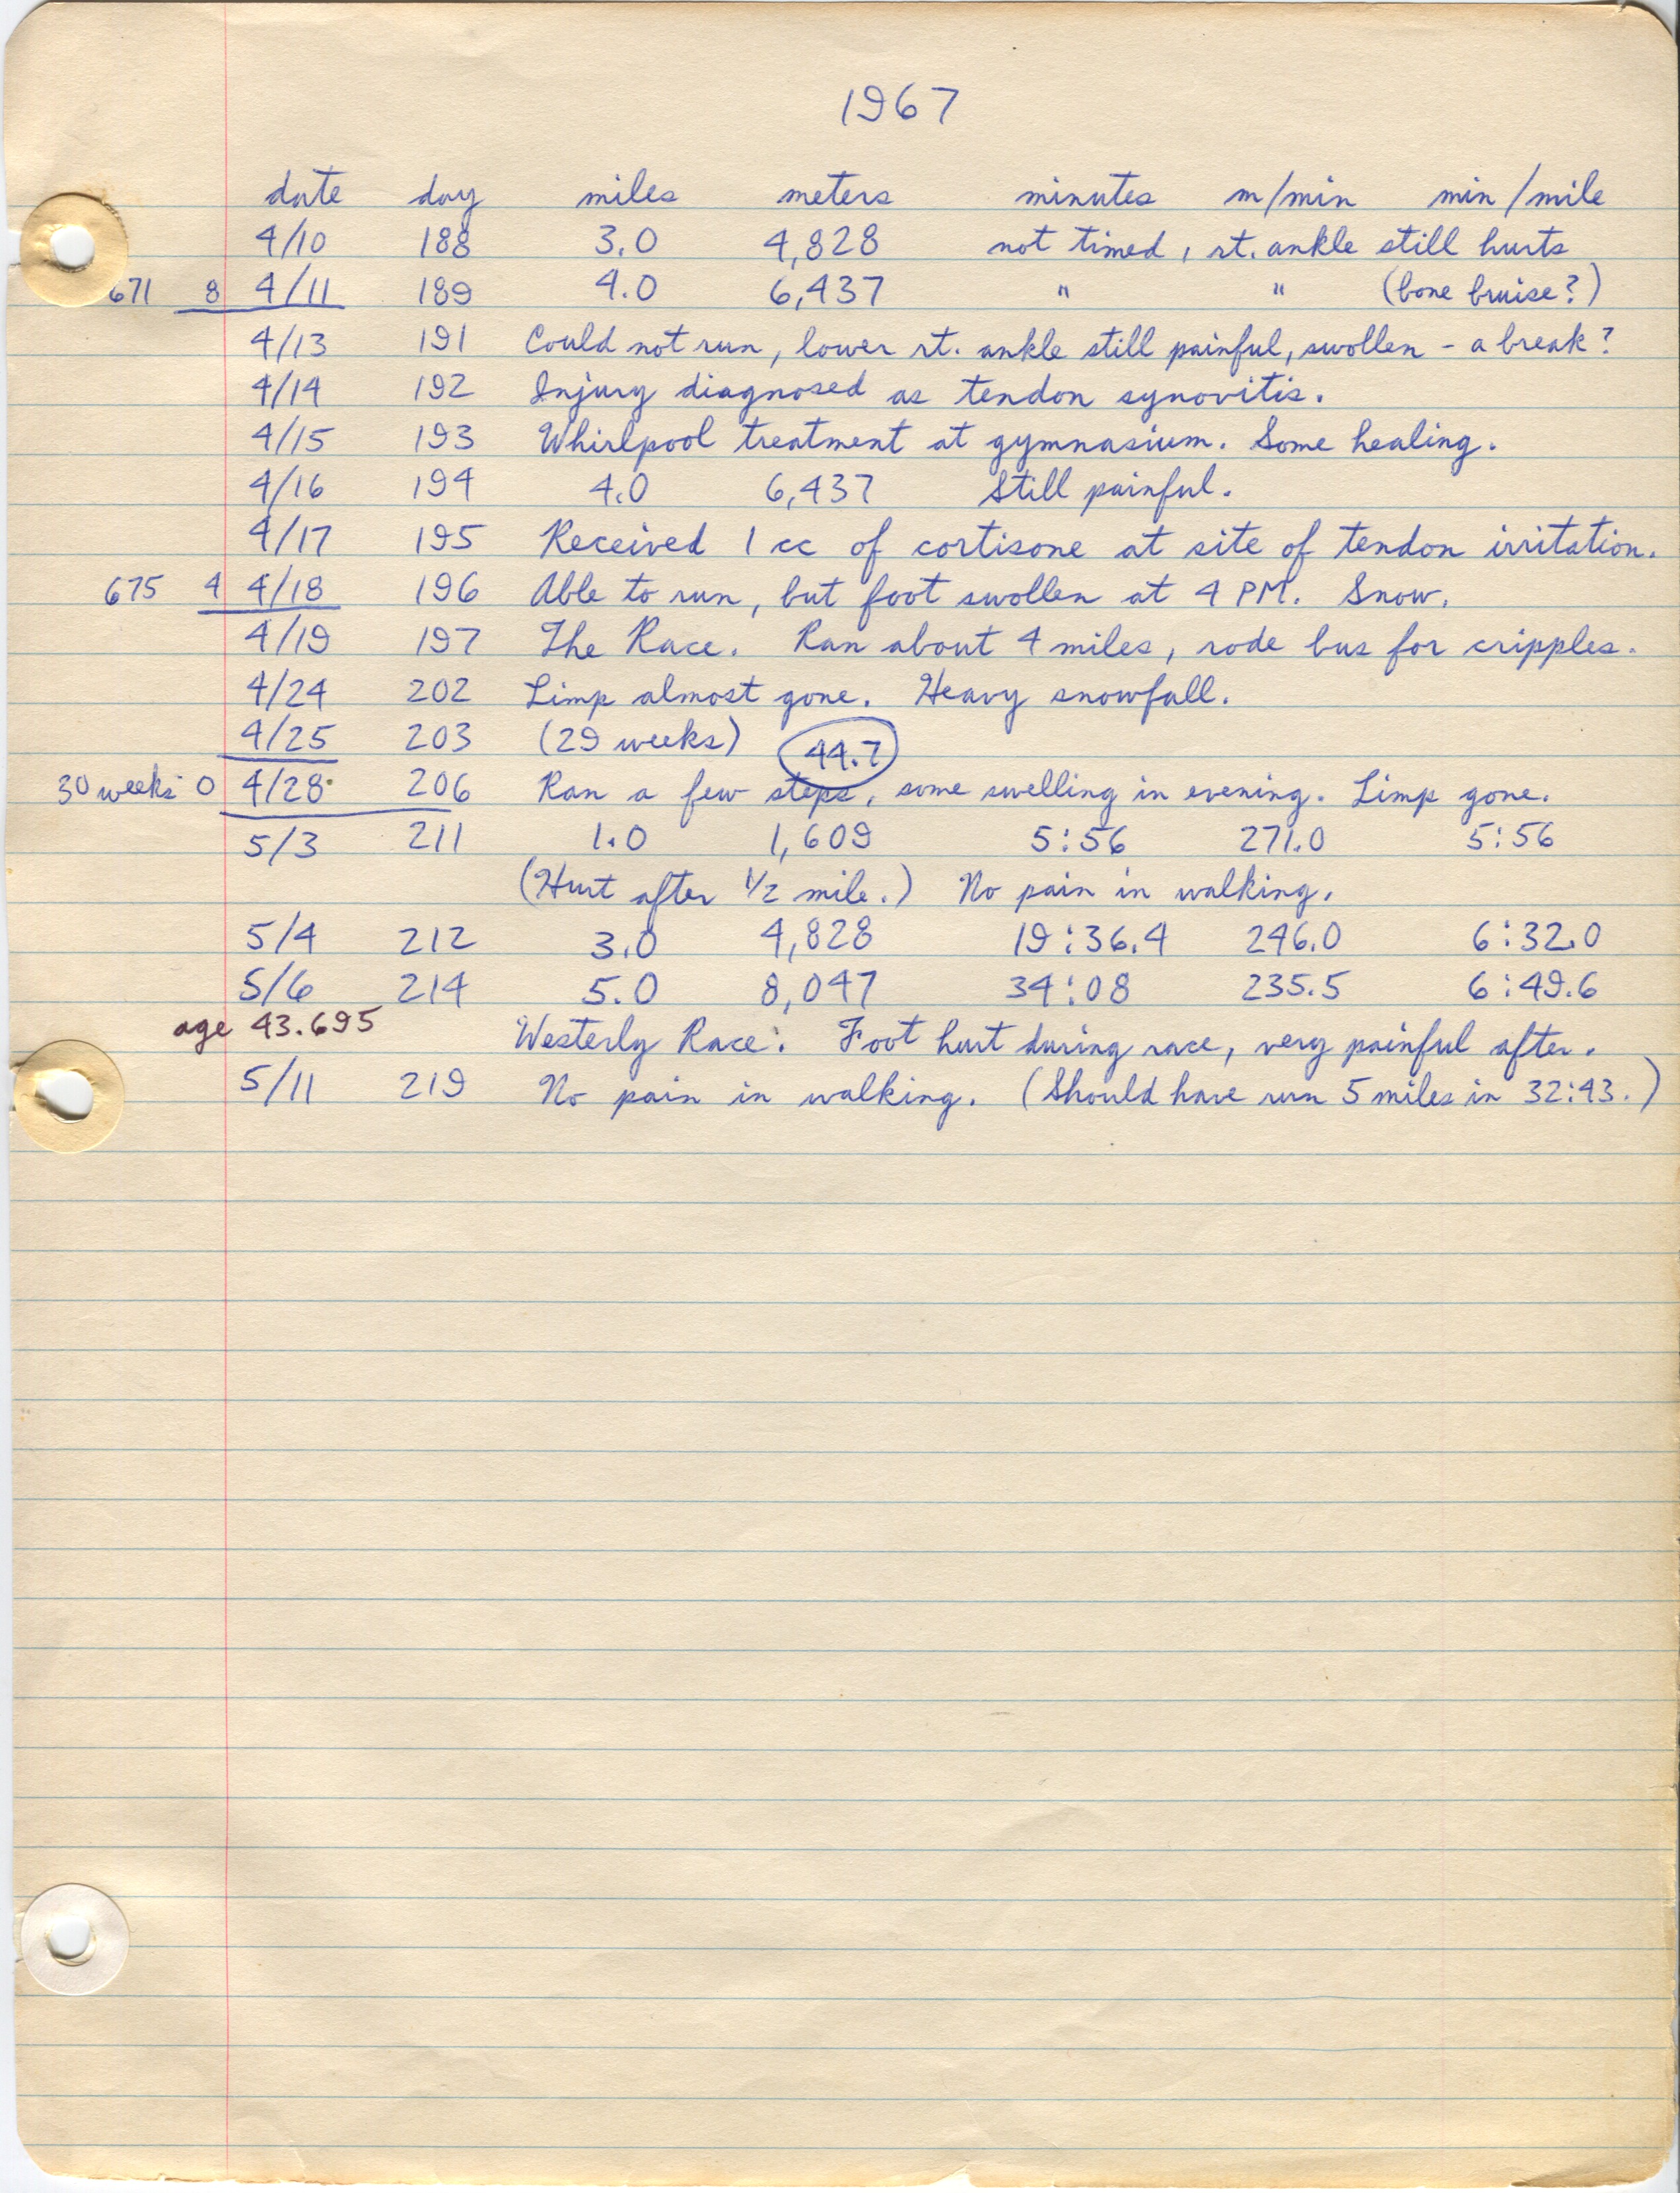 1967
date day miles meters minutes m/min min/mile
4/10 188 3.0 4,828 not timed, rt. ankle still hurts
671 8 4/11 189 4.0 6,437 " " (bone bruise?)
4/13 191 Could not run, lower rt. ankle still painful, swollen - a break?
4/14 192 Injury diagnosed as tendon synovitis.
4/15 193 Whirlpool treatment at gymnasium. Some healing.
4/16 194 4.0 6,437 Still painful.
4/17 195 Received 1 cc of cortisone at site of tendon irritation.
675 4 4/18 196 Able to run, but foot swollen at 4 PM. Snow.
4/19 197 The Race. Ran about 4 miles, rode bus for cripples.
4/24 202 Limp almost gone. Heavy snowfall.
4/25 203 (29 weeks) 44.7
30 weeks 0 4/28 206 Ran a few steps, some swelling in evening. Limp gone.
5/3 211 1.0 1,609 5:56 271.0 5:56
(Hurt after 1/2 mile.) No pain in walking.
5/4 212 3.0 4,828 19:36.4 246.0 6:32.0
5/6 214 5.0 8,047 34:08 235.5 6:49.6
age 43.695 Westerly Race: Foot hurt during race, very painful after.
5/11 219 No pain in walking. (Should have run 5 miles in 32:43.)